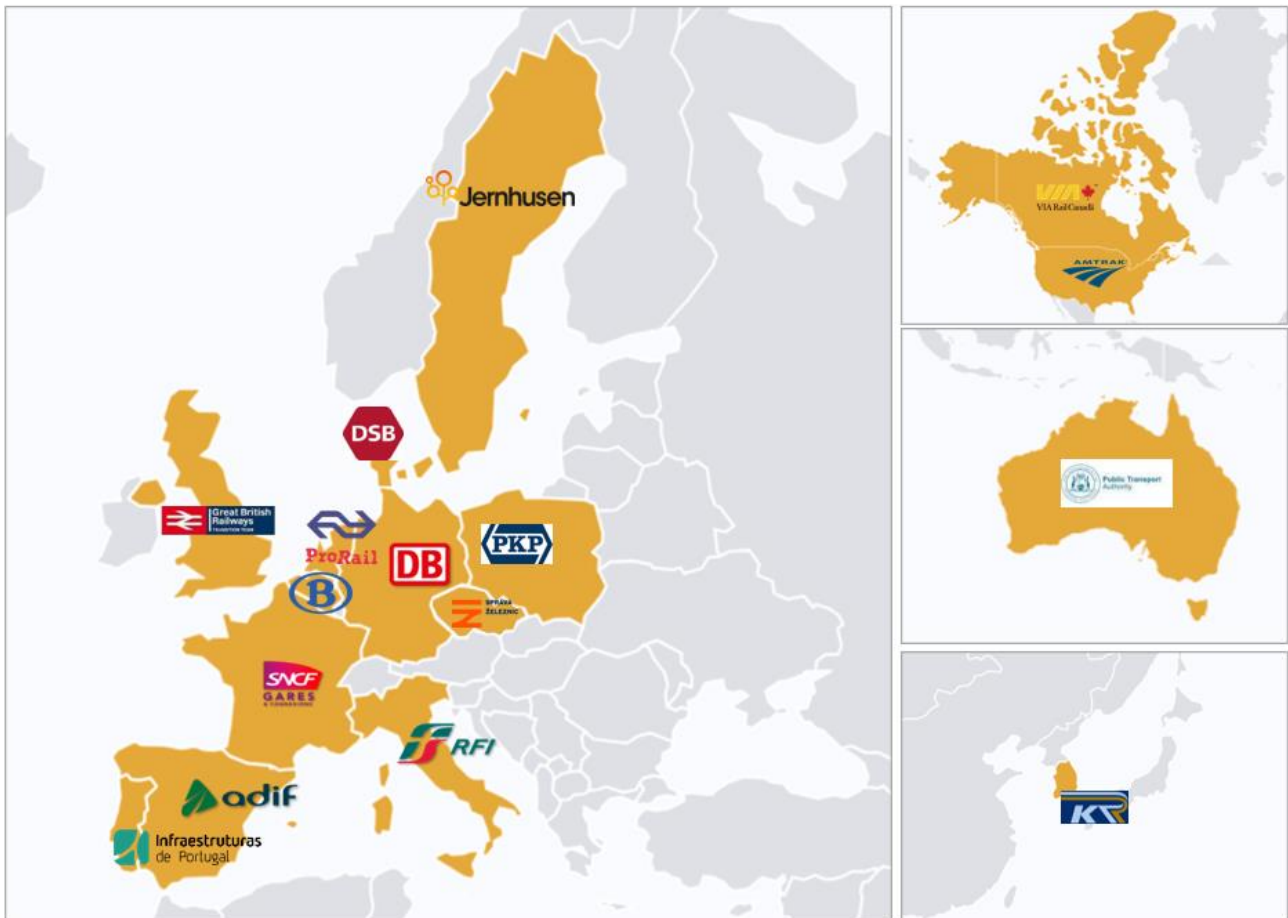 Jernhusen
DSB
Great British
Railways
TRANSITION TEAM
ProRail
B
DB
PKP
SPRÁVA
ŽELEZNIC
SNCF
GARES
& CONNEXIONS
RFI
adif
Infraestruturas
de Portugal
VIA
VIA Rail Canada
AMTRAK
Public Transport
Authority
KR